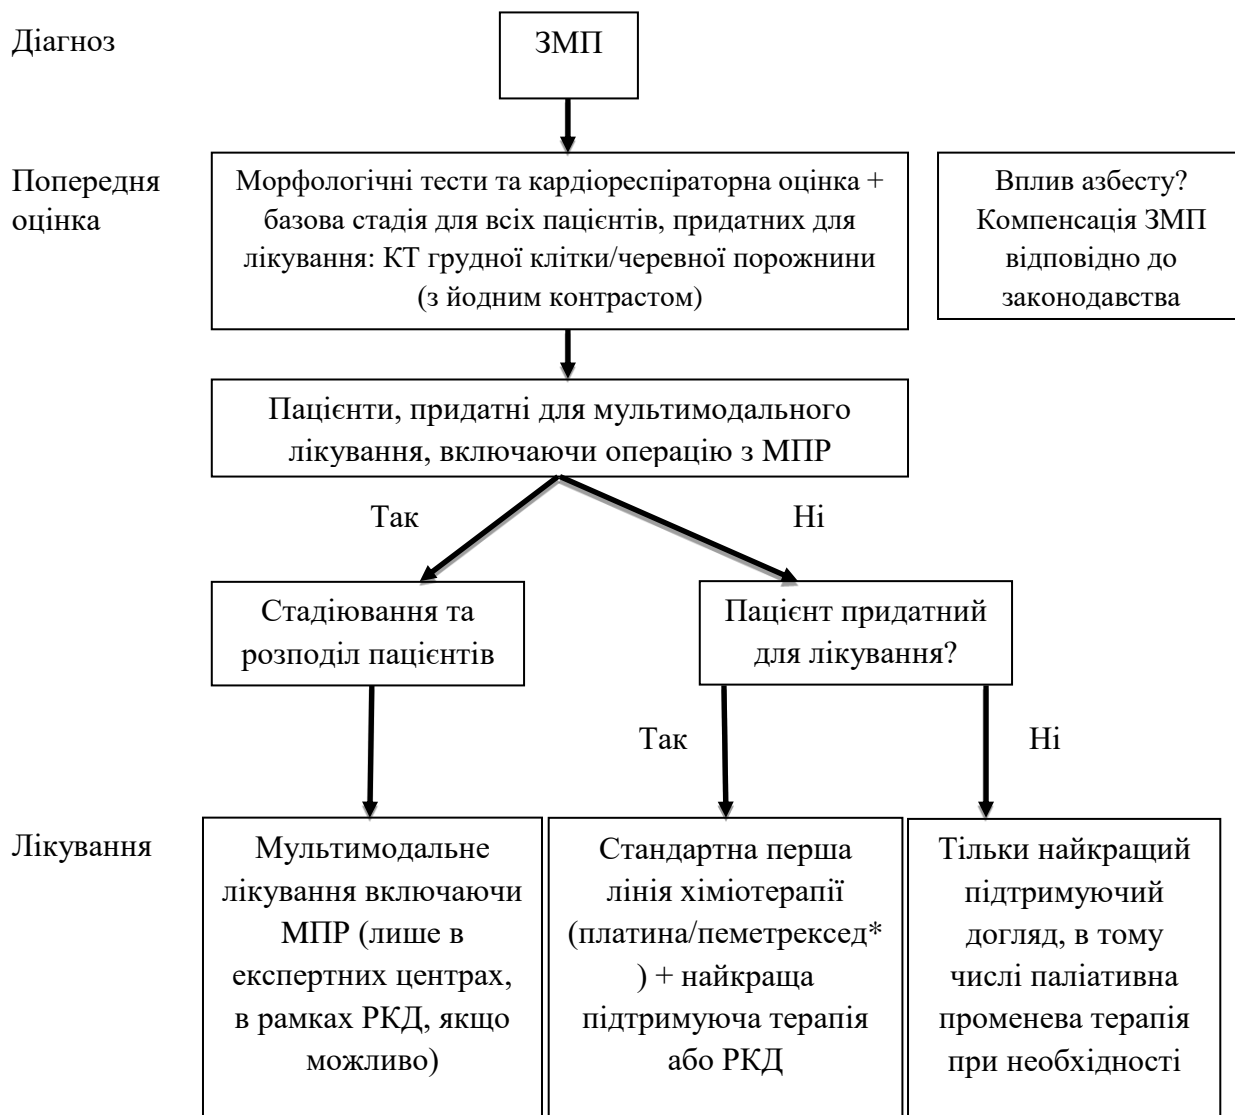 Діагноз
ЗМП
Попередня
оцінка
Морфологічні тести та кардіореспіраторна оцінка +
базова стадія для всіх пацієнтів, придатних для
лікування: КТ грудної клітки/черевної порожнини
(з йодним контрастом)
Вплив азбесту?
Компенсація ЗМП
відповідно до
законодавства
Пацієнти, придатні для мультимодального
лікування, включаючи операцію з МПР
Так
Ні
Стадіювання та
розподіл пацієнтів
Пацієнт придатний
для лікування?
Так
Ні
Лікування
Мультимодальне
лікування включаючи
МПР (лише в
експертних центрах,
в рамках РКД, якщо
можливо)
Стандартна перша
лінія хіміотерапії
(платина/пеметрексед*
) + найкраща
підтримуюча терапія
або РКД
Тільки найкращий
підтримуючий
догляд, в тому
числі паліативна
променева терапія
при необхідності